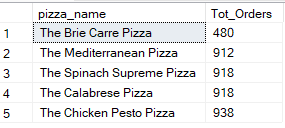 pizza_name Tot_Orders
1 The Brie Carre Pizza 480
2 The Mediterranean Pizza 912
3 The Spinach Supreme Pizza 918
4 The Calabrese Pizza 918
5 The Chicken Pesto Pizza 938